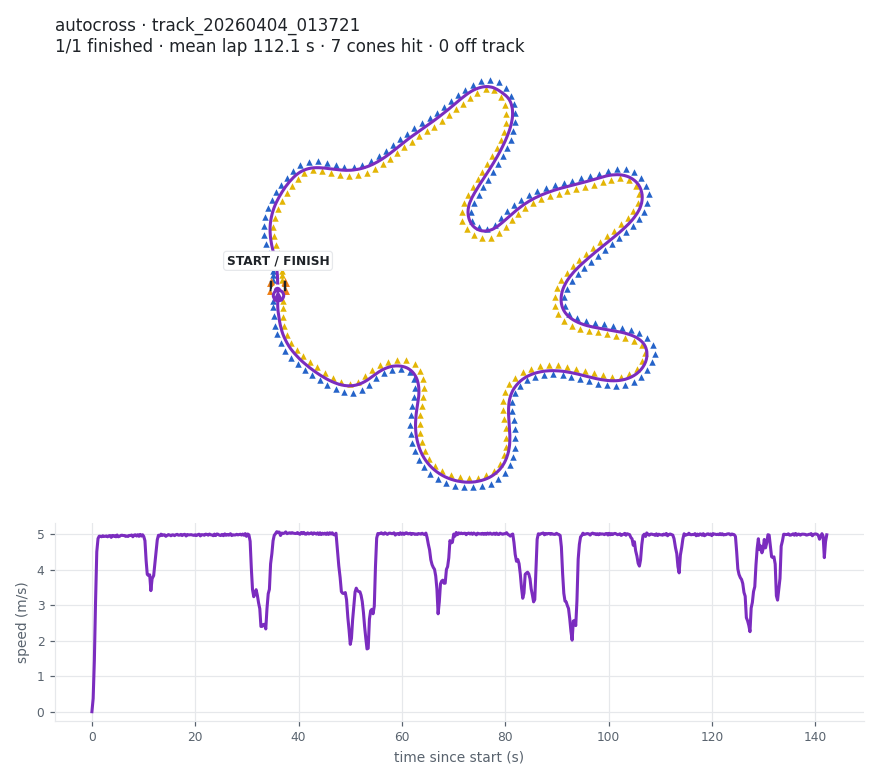 autocross · track_20260404_013721
1/1 finished · mean lap 112.1 s · 7 cones hit · 0 off track
START / FINISH
5
4
3
2
1
0
speed (m/s)
0 20 40 60 80 100 120 140
time since start (s)